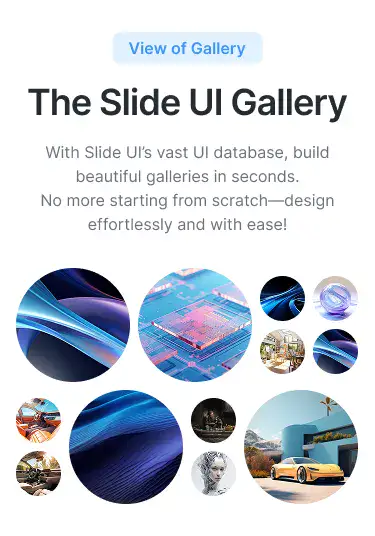 View of Gallery
The Slide UI Gallery
With Slide UI’s vast UI database, build
beautiful galleries in seconds.
No more starting from scratch—design
effortlessly and with ease!